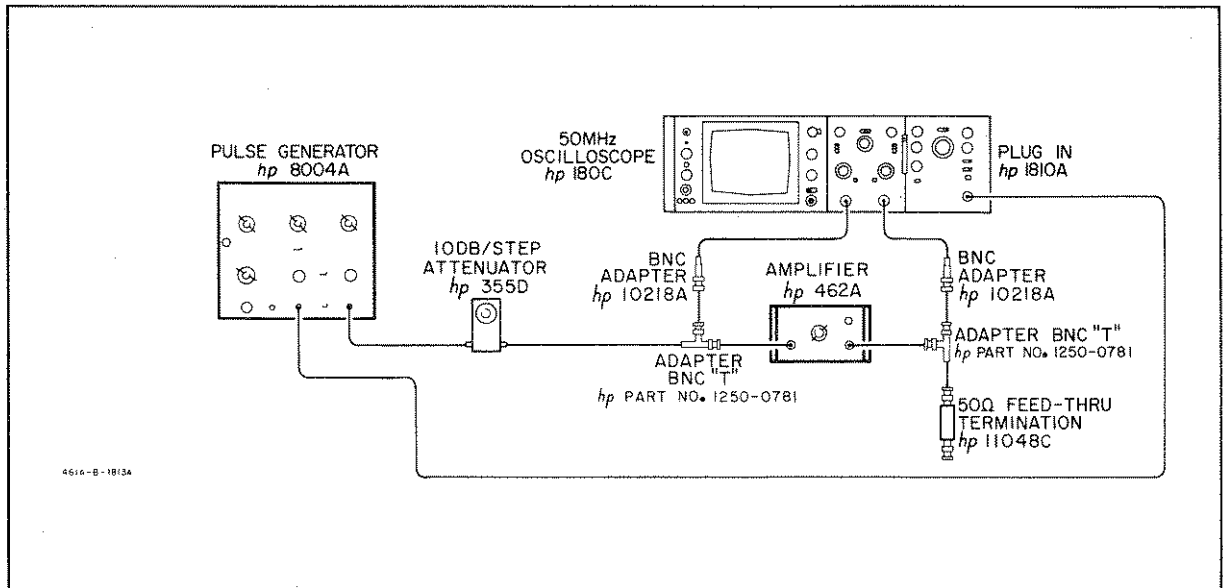 PULSE GENERATOR
hp 8004A
10DB/STEP
ATTENUATOR
hp 355D
50MHz
OSCILLOSCOPE
hp 180C
PLUG IN
hp 1810A
BNC
ADAPTER
hp 10218A
AMPLIFIER
hp 462A
BNC
ADAPTER
hp 10218A
ADAPTER
BNC "T"
hp PART NO. 1250-0781
ADAPTER BNC "T"
hp PART NO. 1250-0781
50Ω FEED-THRU
TERMINATION
hp 11048C